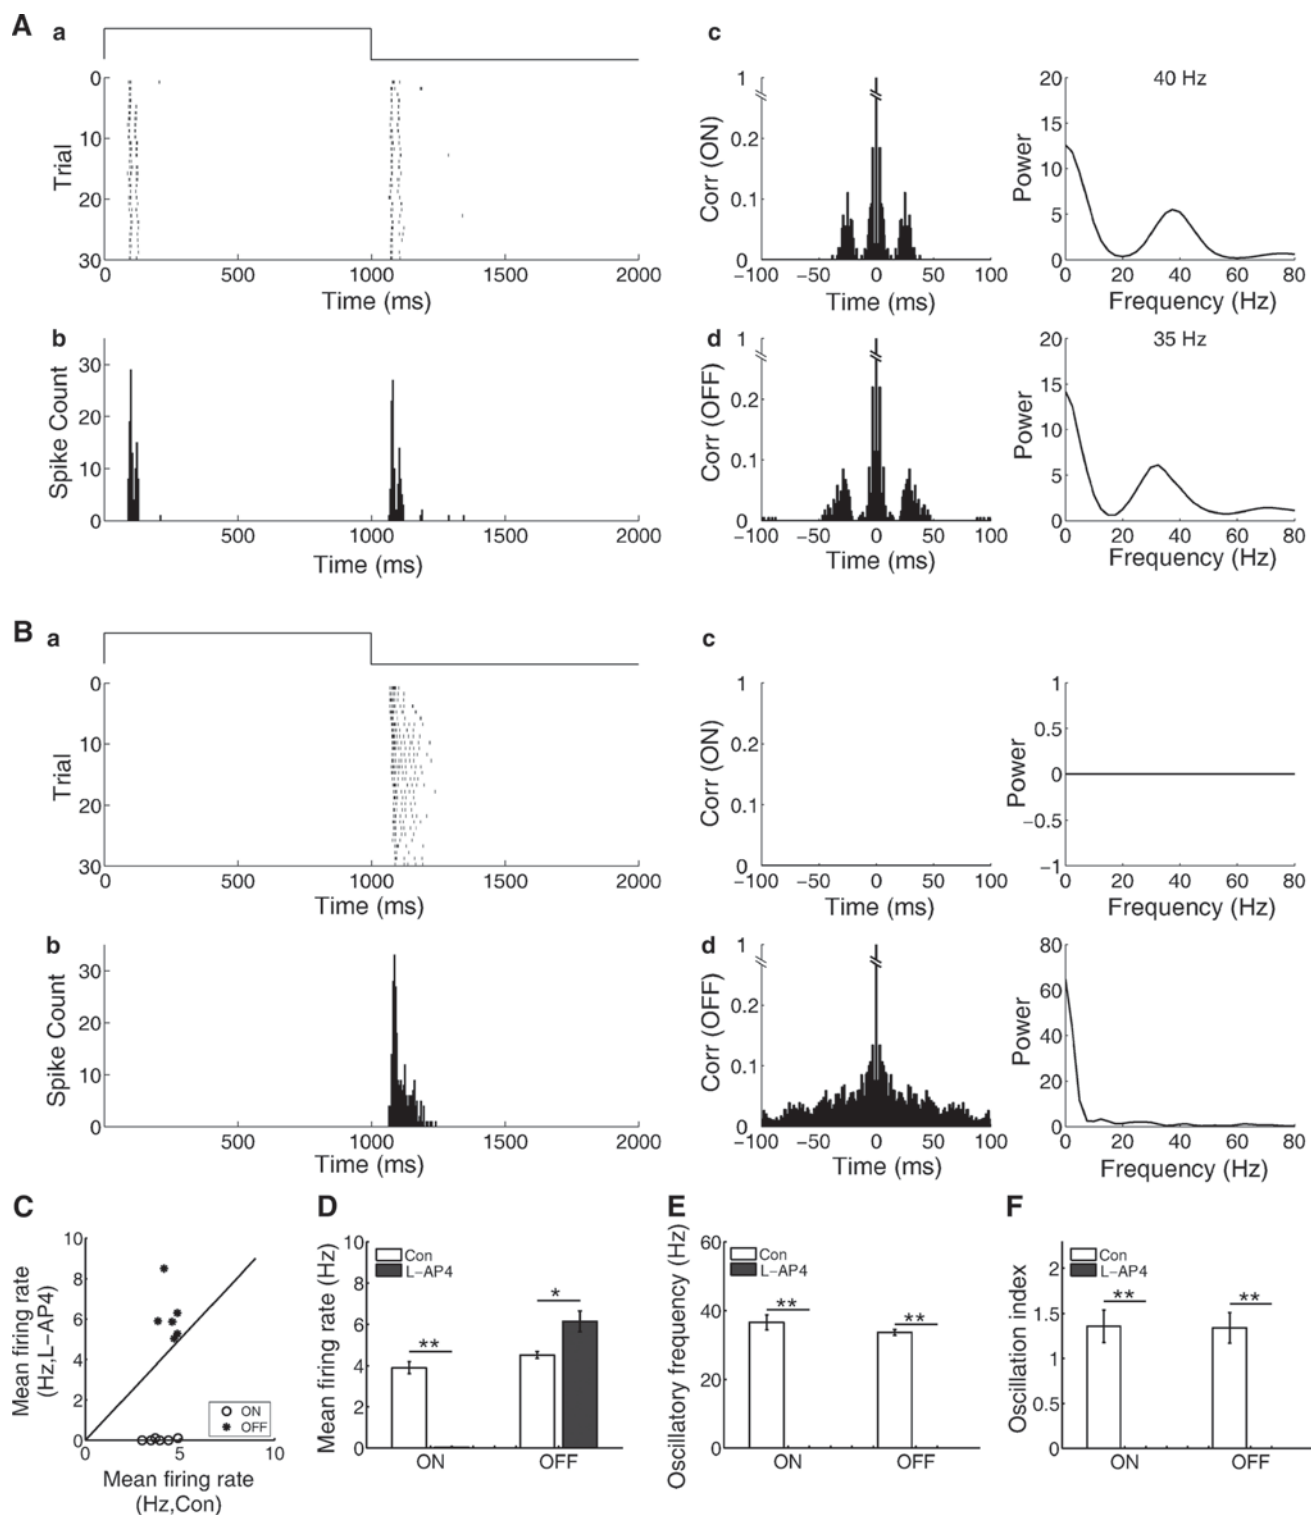 A
a
0
10
20
30
Trial
0
500
1000
1500
2000
Time (ms)
b
30
20
10
0
Spike Count
0
500
1000
1500
2000
Time (ms)
c
1
0.2
0.1
0
Corr (ON)
−100
−50
0
50
100
Time (ms)
40 Hz
20
15
10
5
0
Power
0
20
40
60
80
Frequency (Hz)
d
1
0.2
0.1
0
Corr (OFF)
−100
−50
0
50
100
Time (ms)
35 Hz
20
15
10
5
0
Power
0
20
40
60
80
Frequency (Hz)
B
a
0
10
20
30
Trial
0
500
1000
1500
2000
Time (ms)
b
30
20
10
0
Spike Count
0
500
1000
1500
2000
Time (ms)
c
1
0.2
0.1
0
Corr (ON)
−100
−50
0
50
100
Time (ms)
1
0.5
0
−0.5
−1
Power
0
20
40
60
80
Frequency (Hz)
d
1
0.2
0.1
0
Corr (OFF)
−100
−50
0
50
100
Time (ms)
80
60
40
20
0
Power
0
20
40
60
80
Frequency (Hz)
C
10
8
6
4
2
0
Mean firing rate
(Hz,L−AP4)
ON
OFF
0
5
10
Mean firing rate
(Hz,Con)
D
10
8
6
4
2
0
Mean firing rate (Hz)
Con
L−AP4
**
*
ON
OFF
E
60
40
20
0
Oscillatory frequency (Hz)
Con
L−AP4
**
**
ON
OFF
F
2
1.5
1
0.5
0
Oscillation index
Con
L−AP4
**
**
ON
OFF